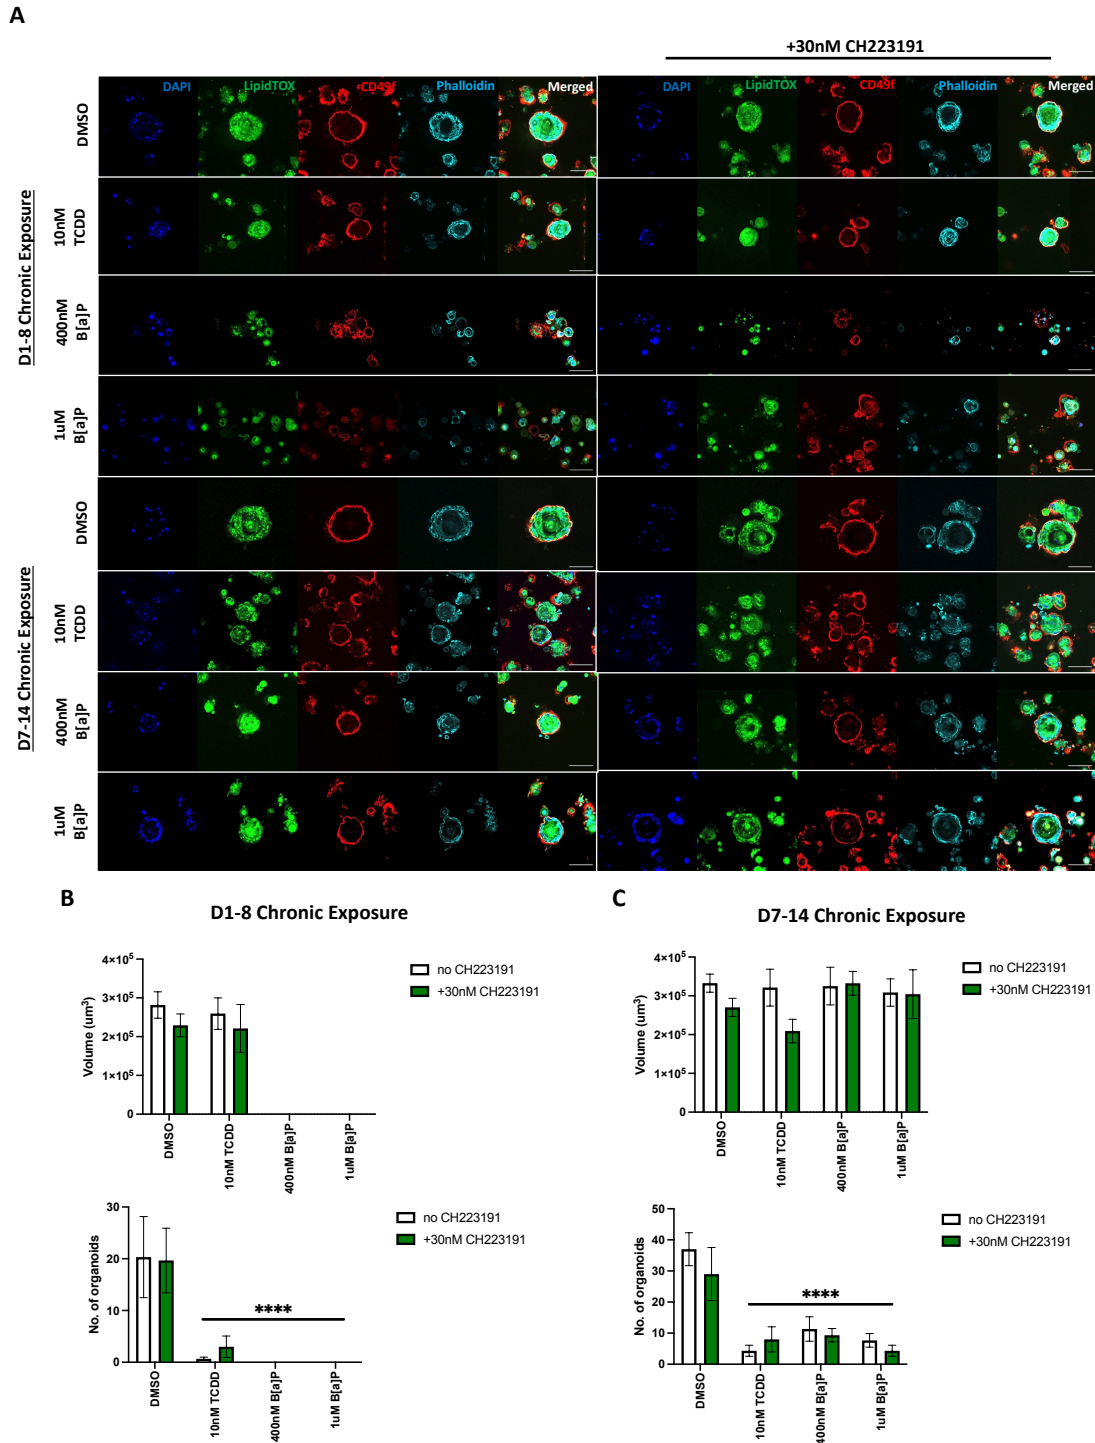 A
+30nM CH223191
DAPI LipidTOX CD49f Phalloidin Merged DAPI LipidTOX CD49f Phalloidin Merged
D1-8 Chronic Exposure
DMSO
10nM
TCDD
400nM
B[a]P
1uM
B[a]P
D7-14 Chronic Exposure
DMSO
10nM
TCDD
400nM
B[a]P
1uM
B[a]P
B
D1-8 Chronic Exposure
Volume (um³)
4×10⁵
3×10⁵
2×10⁵
1×10⁵
0
DMSO
10nM TCDD
400nM B[a]P
1uM B[a]P
no CH223191
+30nM CH223191
No. of organoids
30
20
10
0
****
DMSO
10nM TCDD
400nM B[a]P
1uM B[a]P
no CH223191
+30nM CH223191
C
D7-14 Chronic Exposure
Volume (um³)
4×10⁵
3×10⁵
2×10⁵
1×10⁵
0
DMSO
10nM TCDD
400nM B[a]P
1uM B[a]P
no CH223191
+30nM CH223191
No. of organoids
50
40
30
20
10
0
****
DMSO
10nM TCDD
400nM B[a]P
1uM B[a]P
no CH223191
+30nM CH223191